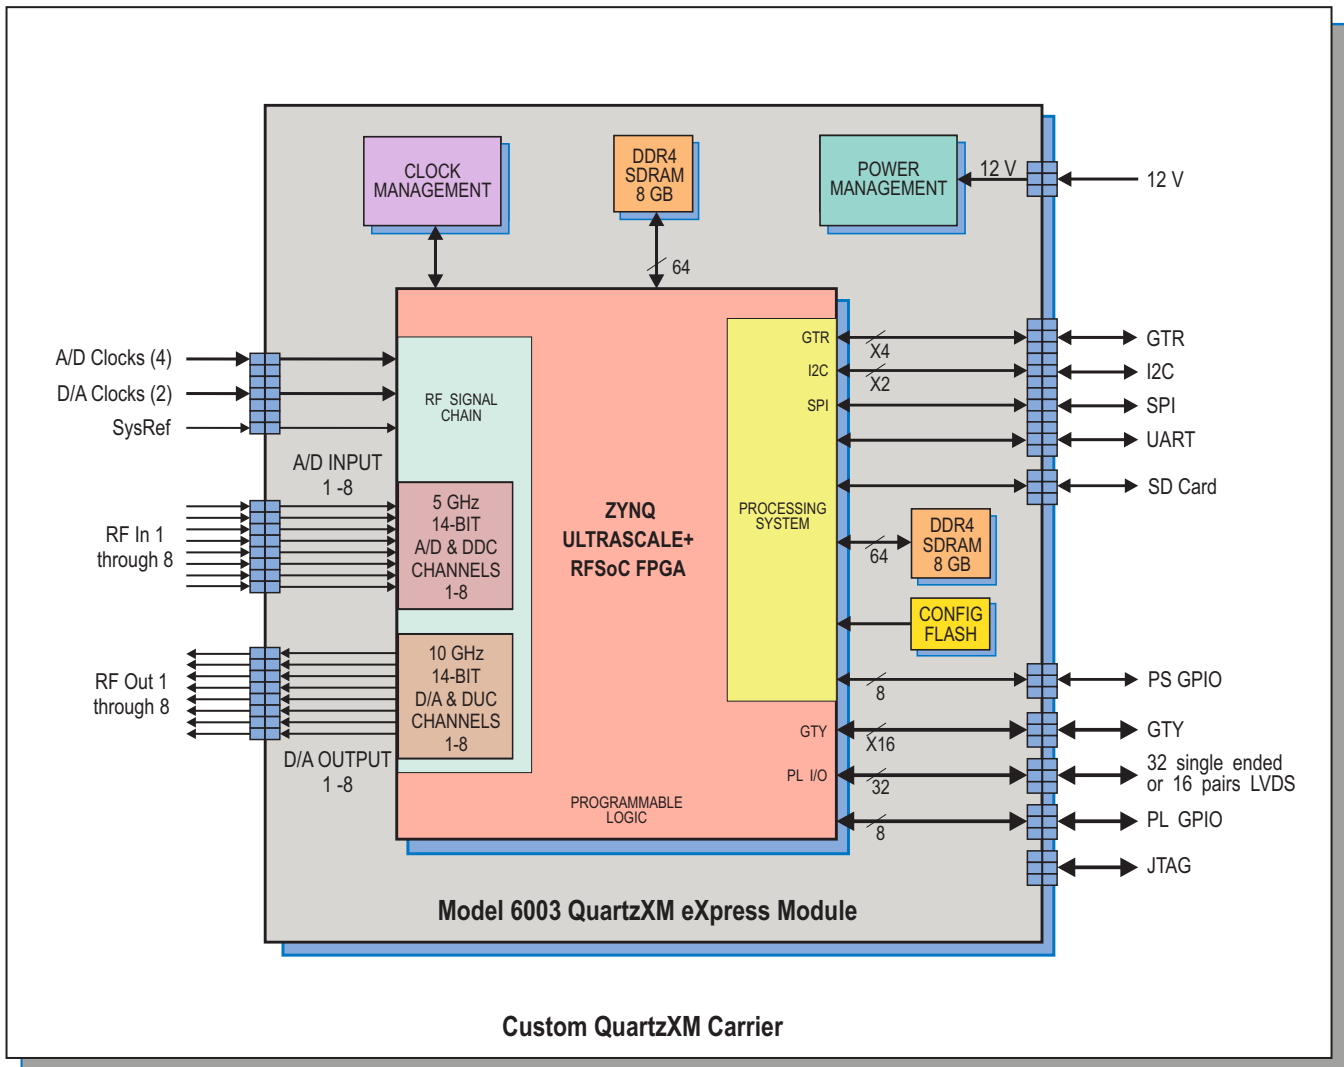 CLOCK
MANAGEMENT
DDR4
SDRAM
8 GB
POWER
MANAGEMENT
12 V
12 V
64
A/D Clocks (4)
D/A Clocks (2)
SysRef
A/D INPUT
1 -8
RF In 1
through 8
RF Out 1
through 8
D/A OUTPUT
1 -8
RF SIGNAL
CHAIN
5 GHz
14-BIT
A/D & DDC
CHANNELS
1-8
10 GHz
14-BIT
D/A & DUC
CHANNELS
1-8
ZYNQ
ULTRASCALE+
RFSoC FPGA
PROGRAMMABLE
LOGIC
PROCESSING
SYSTEM
GTR
X4
GTR
I2C
X2
I2C
SPI
SPI
UART
SD Card
64
DDR4
SDRAM
8 GB
CONFIG
FLASH
8
PS GPIO
GTY
X16
GTY
PL I/O
32
32 single ended
or 16 pairs LVDS
8
PL GPIO
JTAG
Model 6003 QuartzXM eXpress Module
Custom QuartzXM Carrier